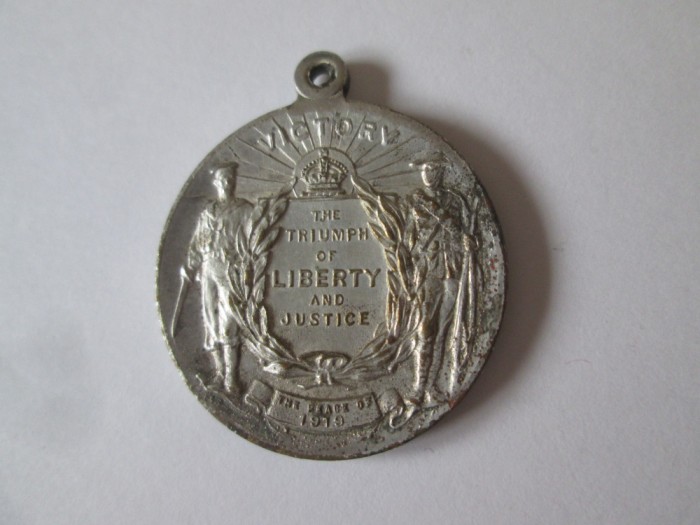 VICTORY
THE
TRIUMPH
OF
LIBERTY
AND
JUSTICE
THE PEACE OF
1919